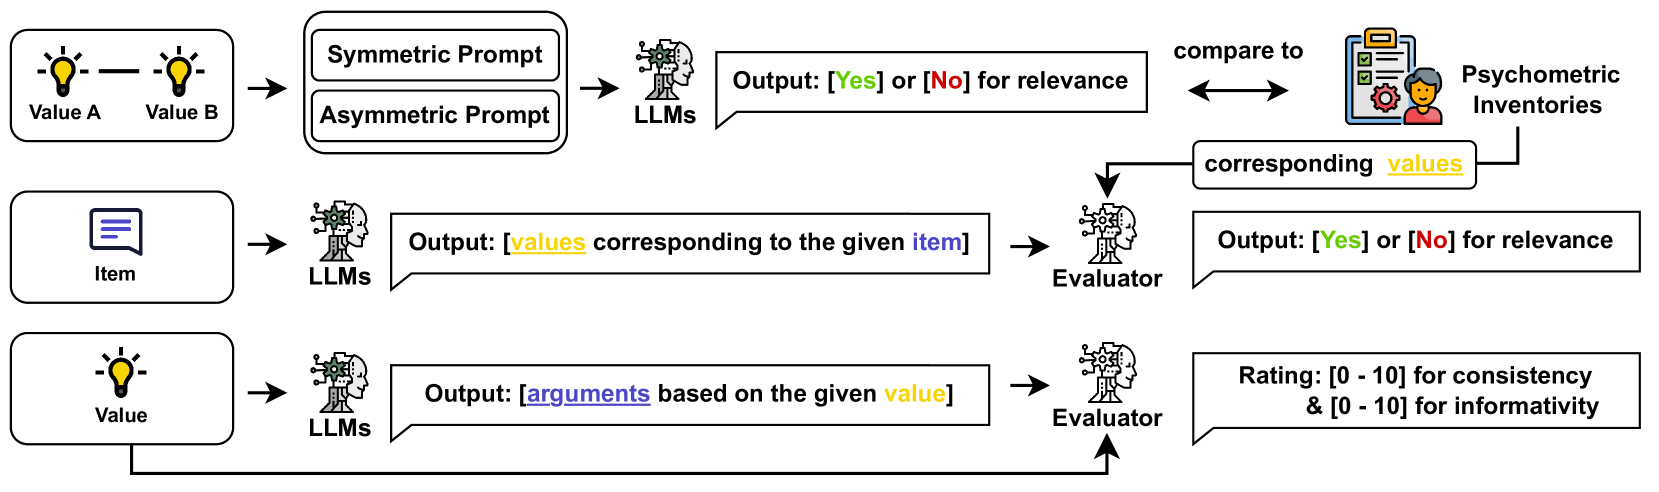 Value A
Value B
Symmetric Prompt
Asymmetric Prompt
LLMs
Output: [Yes] or [No] for relevance
compare to
Psychometric
Inventories
corresponding values
Item
LLMs
Output: [values corresponding to the given item]
Evaluator
Output: [Yes] or [No] for relevance
Value
LLMs
Output: [arguments based on the given value]
Evaluator
Rating: [0 - 10] for consistency
& [0 - 10] for informativity